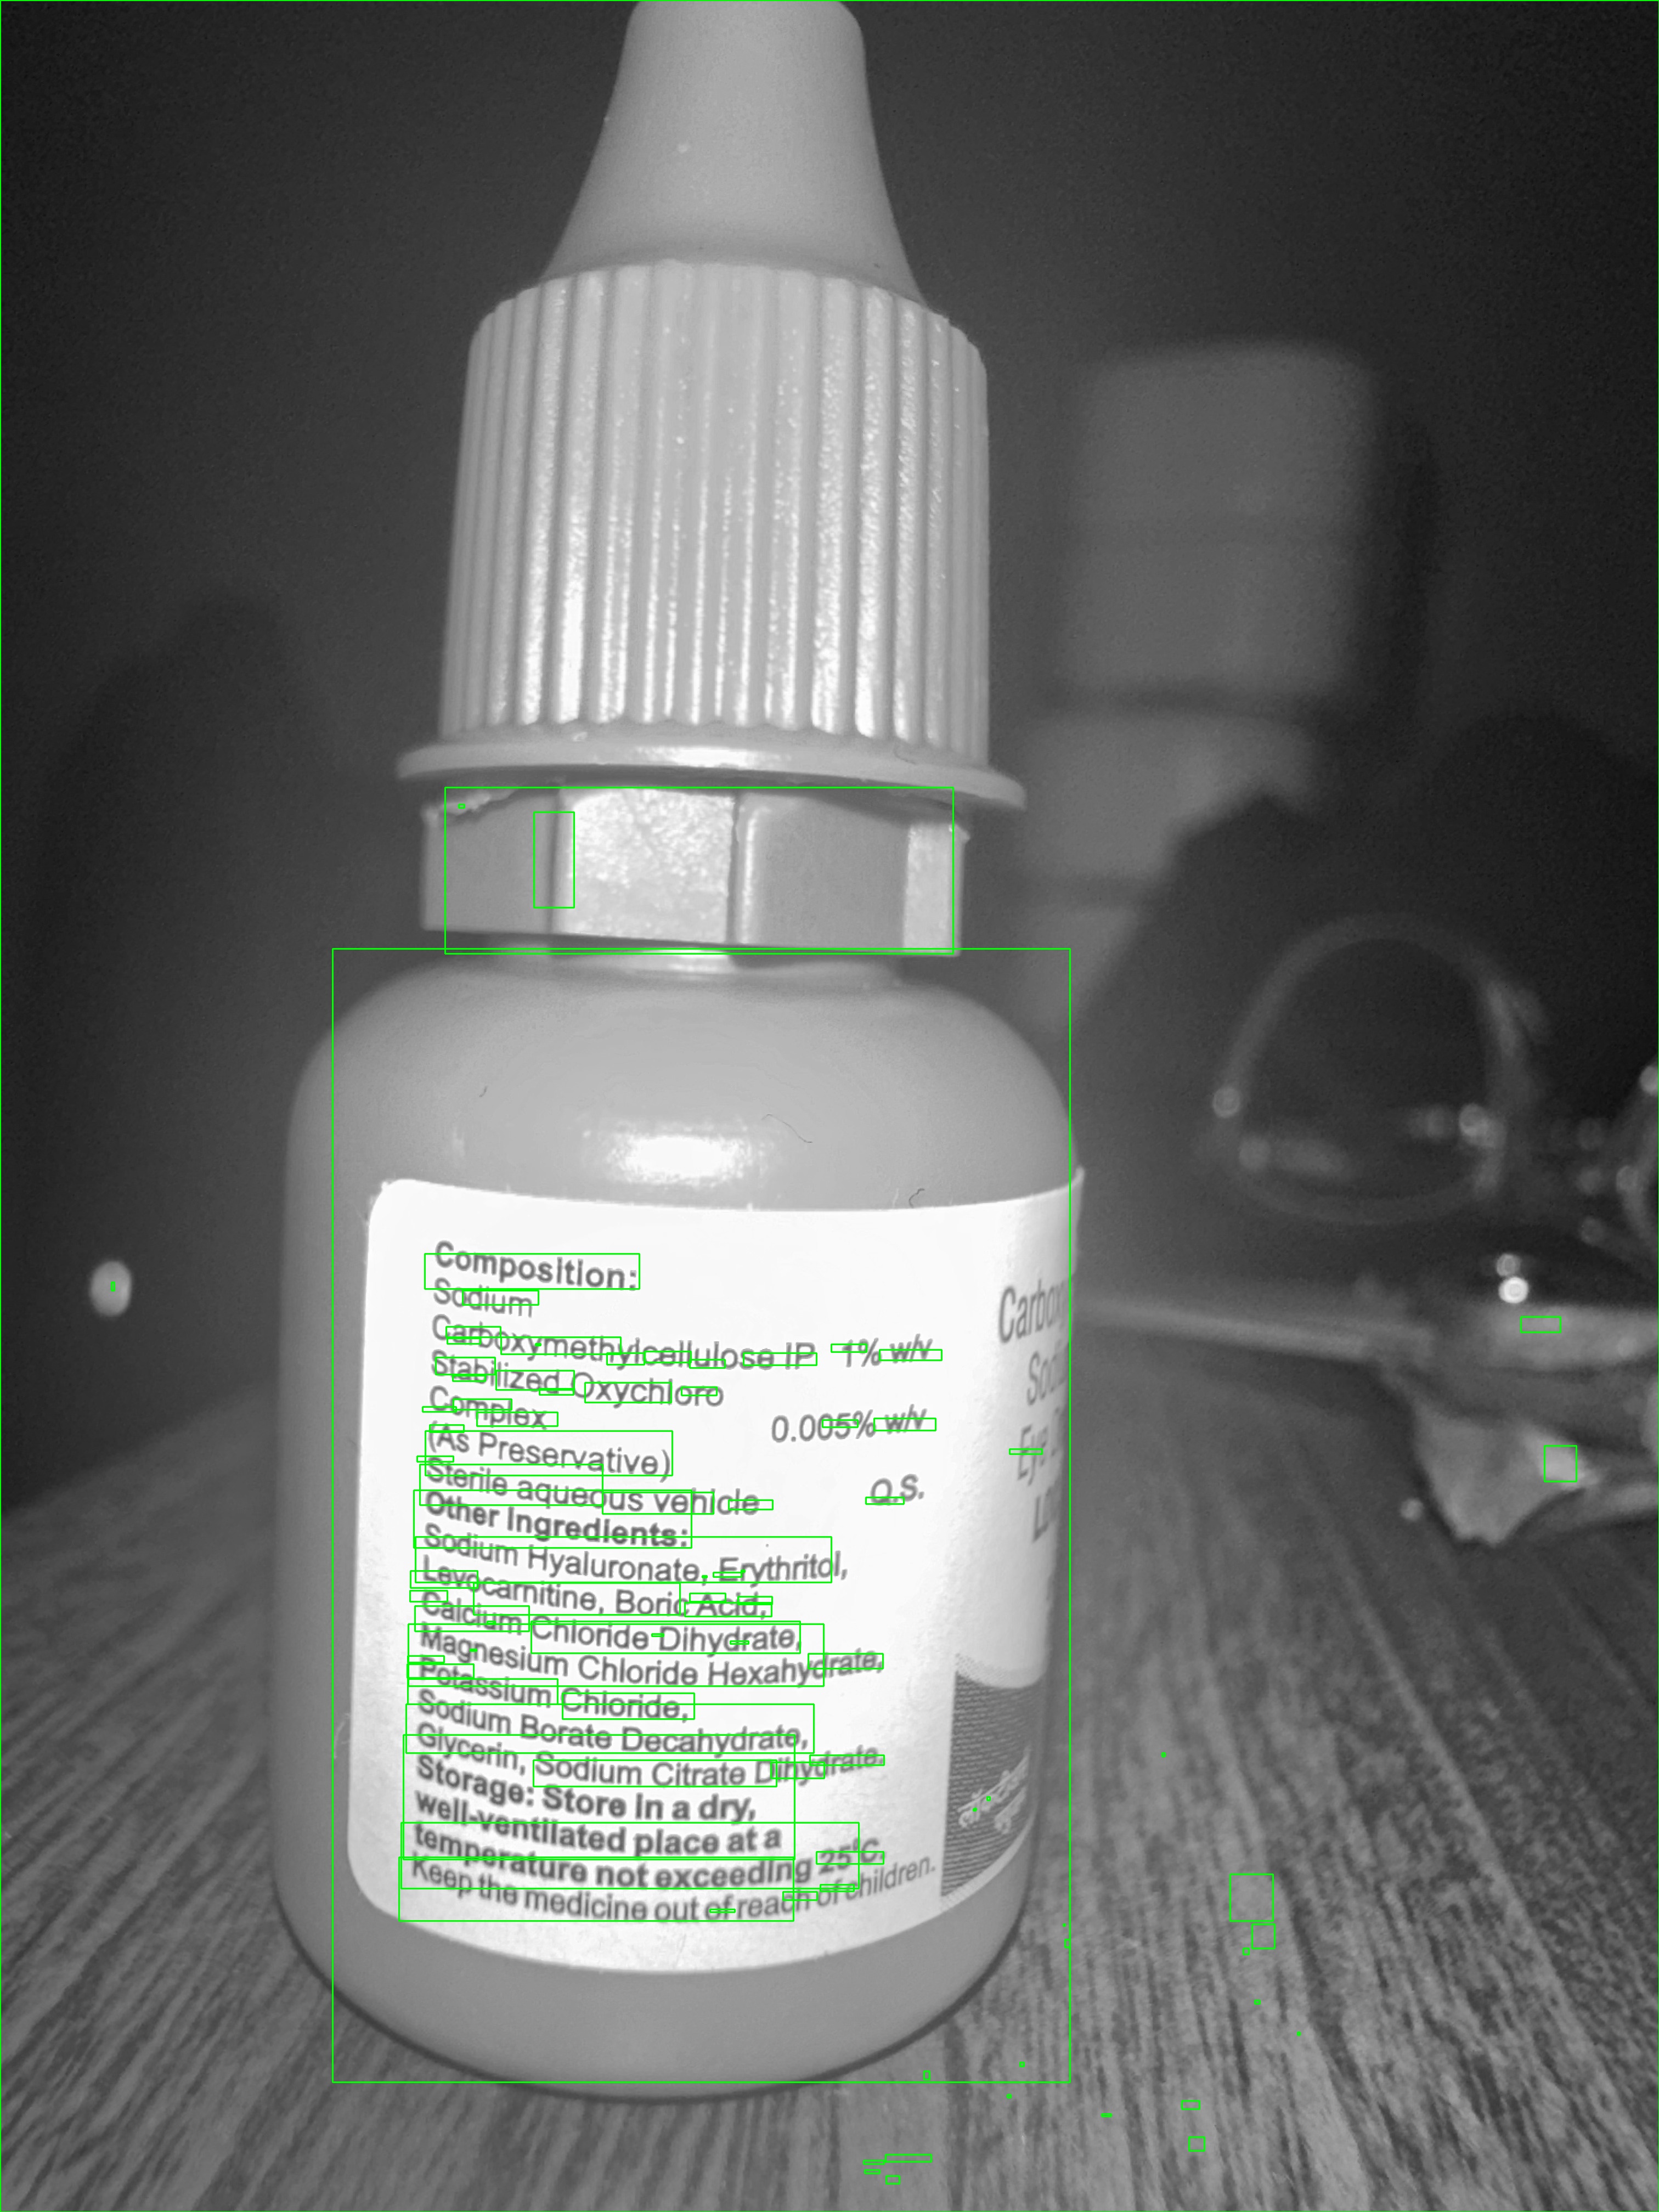 Composition:
Sodium
Carboxymethylcellulose IP 1% w/v
Stabilized Oxychloro
Complex 0.005% w/v
(As Preservative)
Sterile aqueous vehicle Q.S.
Other Ingredients:
Sodium Hyaluronate, Erythritol,
Levocarnitine, Boric Acid,
Calcium Chloride Dihydrate,
Magnesium Chloride Hexahydrate,
Potassium Chloride,
Sodium Borate Decahydrate,
Glycerin, Sodium Citrate Dihydrate.
Storage: Store in a dry,
well-ventilated place at a
temperature not exceeding 25°C.
Keep the medicine out of reach of children.
Eye